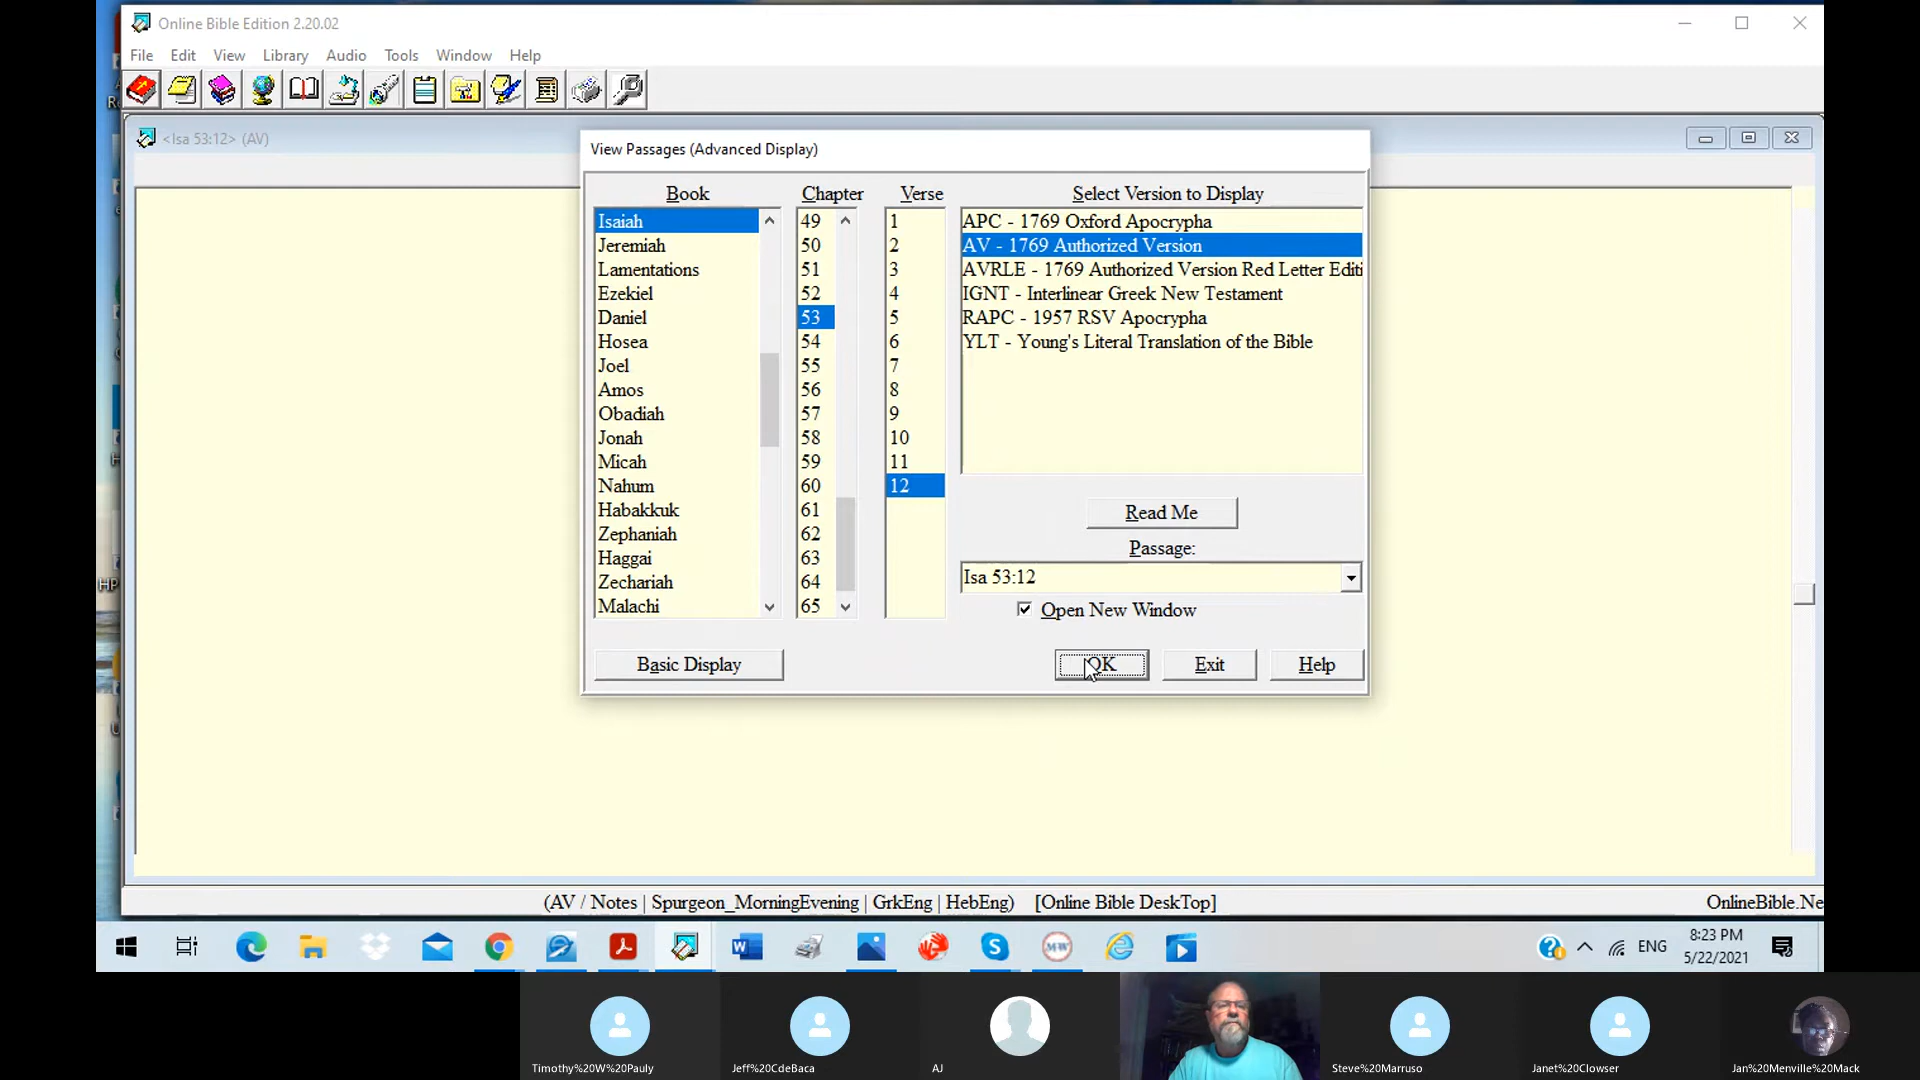 Online Bible Edition 2.20.02
File Edit View Library Audio Tools Window Help
<Isa 53:12> (AV)
View Passages (Advanced Display)
Book Chapter Verse Select Version to Display
Isaiah 49 1 APC - 1769 Oxford Apocrypha
Jeremiah 50 2 AV - 1769 Authorized Version
Lamentations 51 3 AVRLE - 1769 Authorized Version Red Letter Editi
Ezekiel 52 4 IGNT - Interlinear Greek New Testament
Daniel 53 5 RAPC - 1957 RSV Apocrypha
Hosea 54 6 YLT - Young's Literal Translation of the Bible
Joel 55 7
Amos 56 8
Obadiah 57 9
Jonah 58 10
Micah 59 11
Nahum 60 12
Habakkuk 61
Zephaniah 62
Haggai 63
Zechariah 64
Malachi 65
Read Me
Passage:
Isa 53:12
Open New Window
Basic Display OK Exit Help
(AV / Notes | Spurgeon_MorningEvening | GrkEng | HebEng) [Online Bible DeskTop] OnlineBible.Ne
HP
ENG
8:23 PM
5/22/2021
Timothy%20W%20Pauly Jeff%20CdeBaca AJ Steve%20Marruso Janet%20Clowser Jan%20Menville%20Mack